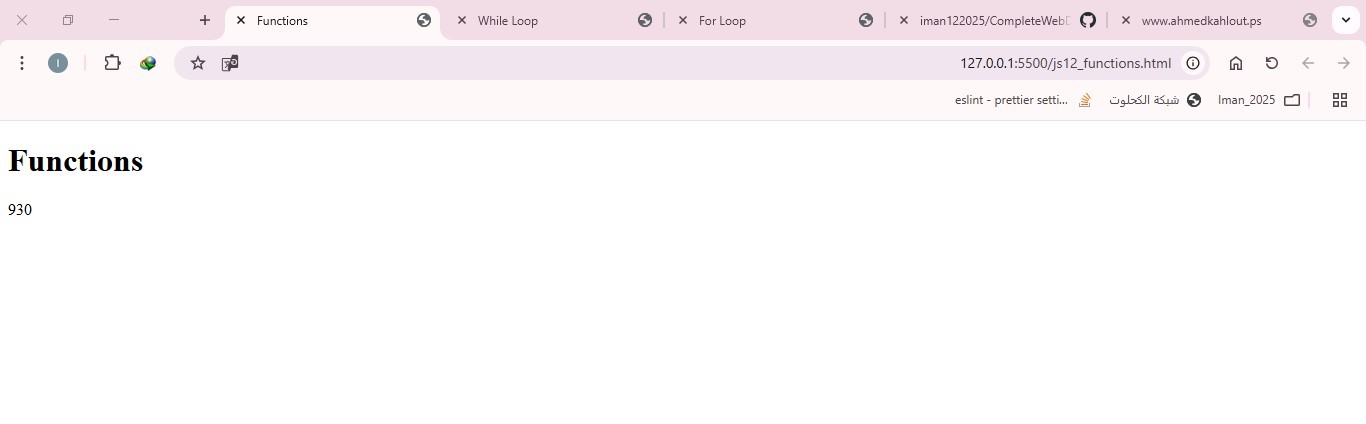 Functions
While Loop
For Loop
iman122025/CompleteWebD
www.ahmedkahlout.ps
I
127.0.0.1:5500/js12_functions.html
eslint - prettier setti...
شبكة الكحلوت
Iman_2025
Functions
930